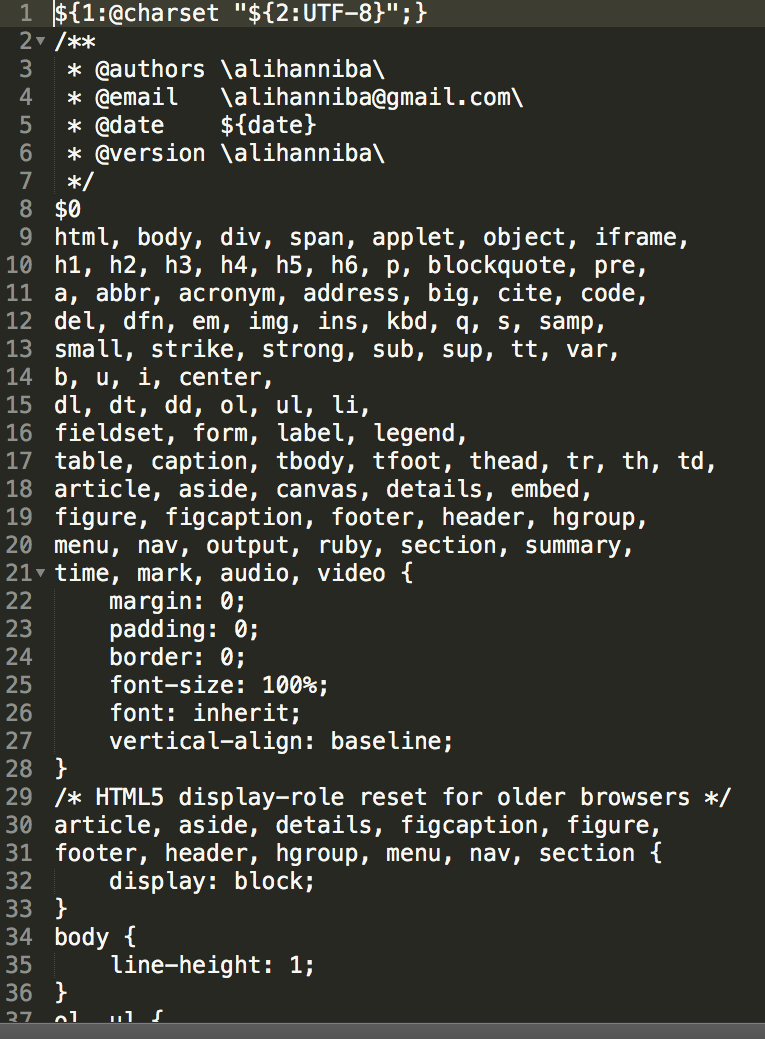 1 ${1:@charset "${2:UTF-8}";}
2 /**
3 * @authors \alihanniba\
4 * @email \alihanniba@gmail.com\
5 * @date ${date}
6 * @version \alihanniba\
7 */
8 $0
9 html, body, div, span, applet, object, iframe,
10 h1, h2, h3, h4, h5, h6, p, blockquote, pre,
11 a, abbr, acronym, address, big, cite, code,
12 del, dfn, em, img, ins, kbd, q, s, samp,
13 small, strike, strong, sub, sup, tt, var,
14 b, u, i, center,
15 dl, dt, dd, ol, ul, li,
16 fieldset, form, label, legend,
17 table, caption, tbody, tfoot, thead, tr, th, td,
18 article, aside, canvas, details, embed,
19 figure, figcaption, footer, header, hgroup,
20 menu, nav, output, ruby, section, summary,
21 time, mark, audio, video {
22 margin: 0;
23 padding: 0;
24 border: 0;
25 font-size: 100%;
26 font: inherit;
27 vertical-align: baseline;
28 }
29 /* HTML5 display-role reset for older browsers */
30 article, aside, details, figcaption, figure,
31 footer, header, hgroup, menu, nav, section {
32 display: block;
33 }
34 body {
35 line-height: 1;
36 }
37 ol, ul {